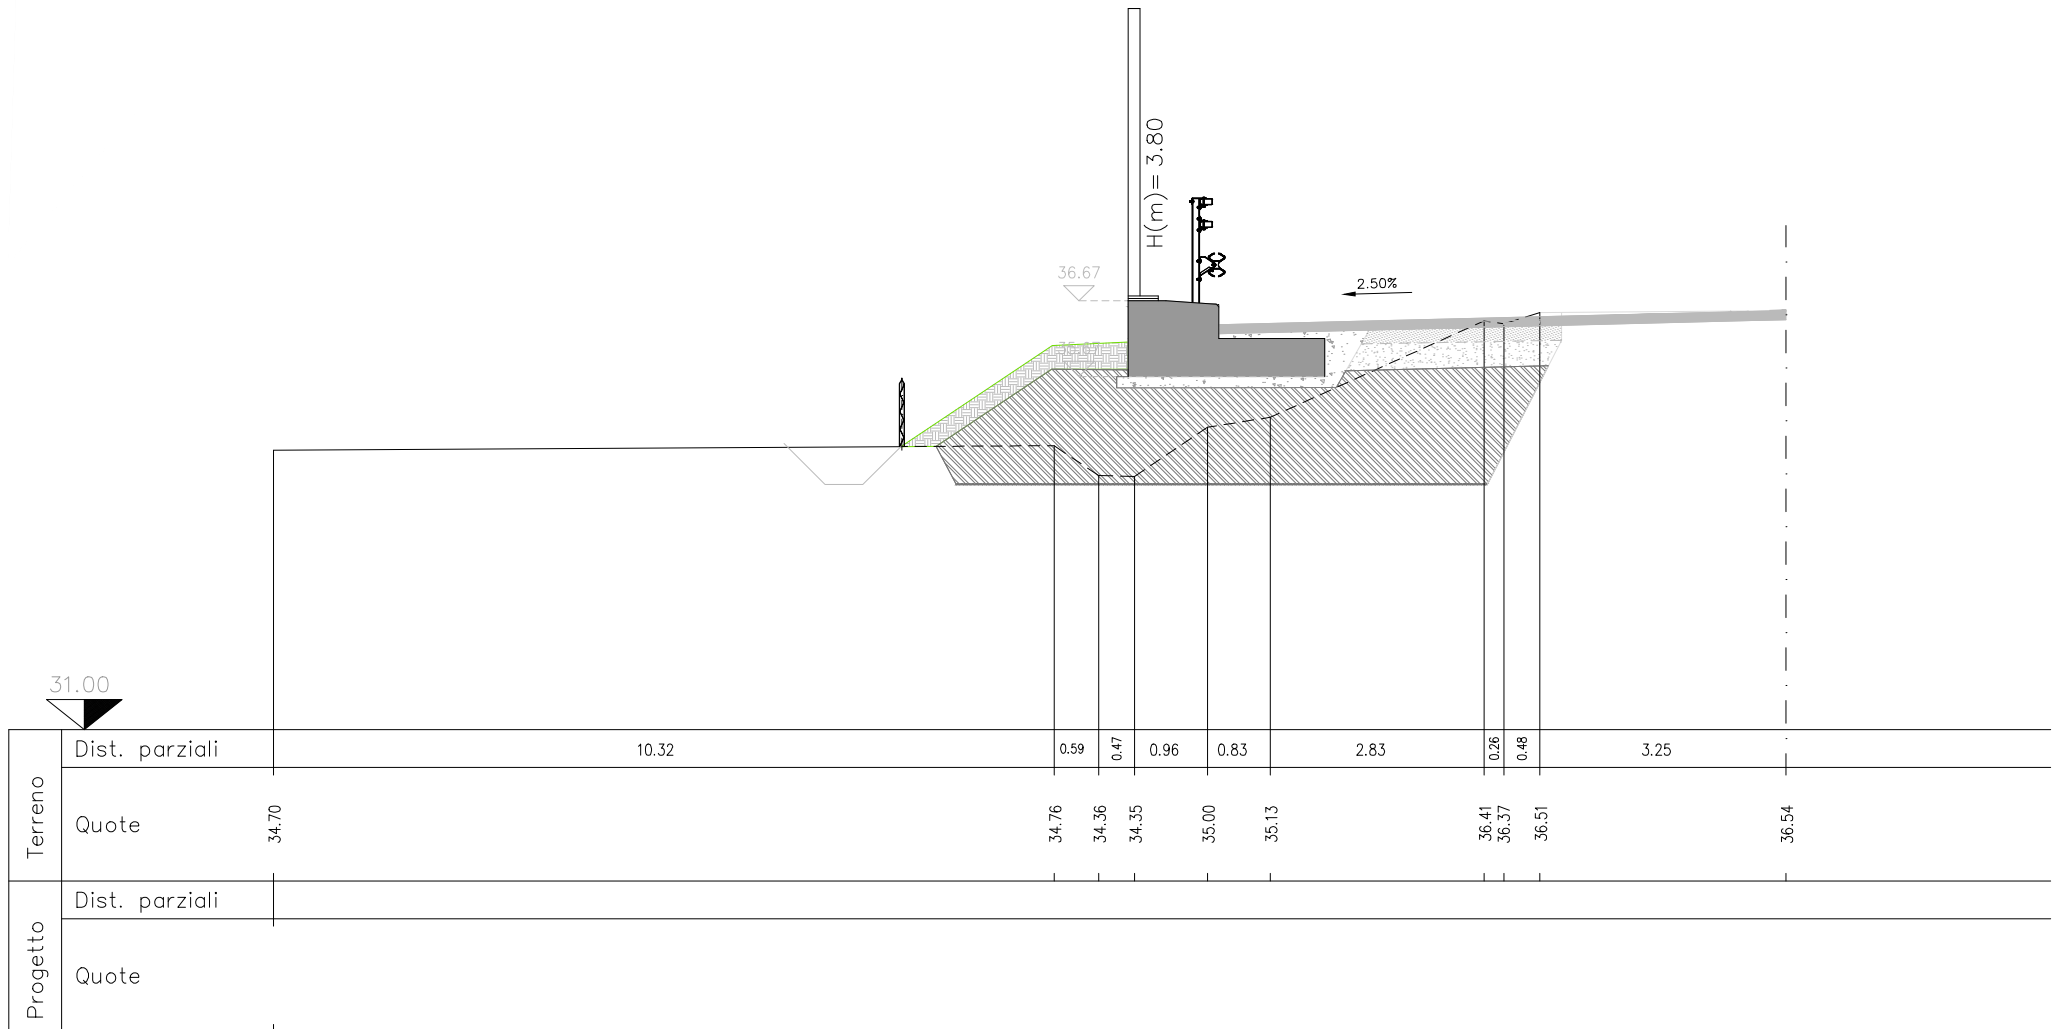 H(m)= 3.80
36.67
2.50%
31.00
Terreno
Dist. parziali
10.32 0.59 0.47 0.96 0.83 2.83 0.26 0.48 3.25
Quote
34.70 34.76 34.36 34.35 35.00 35.13 36.41 36.37 36.51 36.54
Progetto
Dist. parziali
Quote